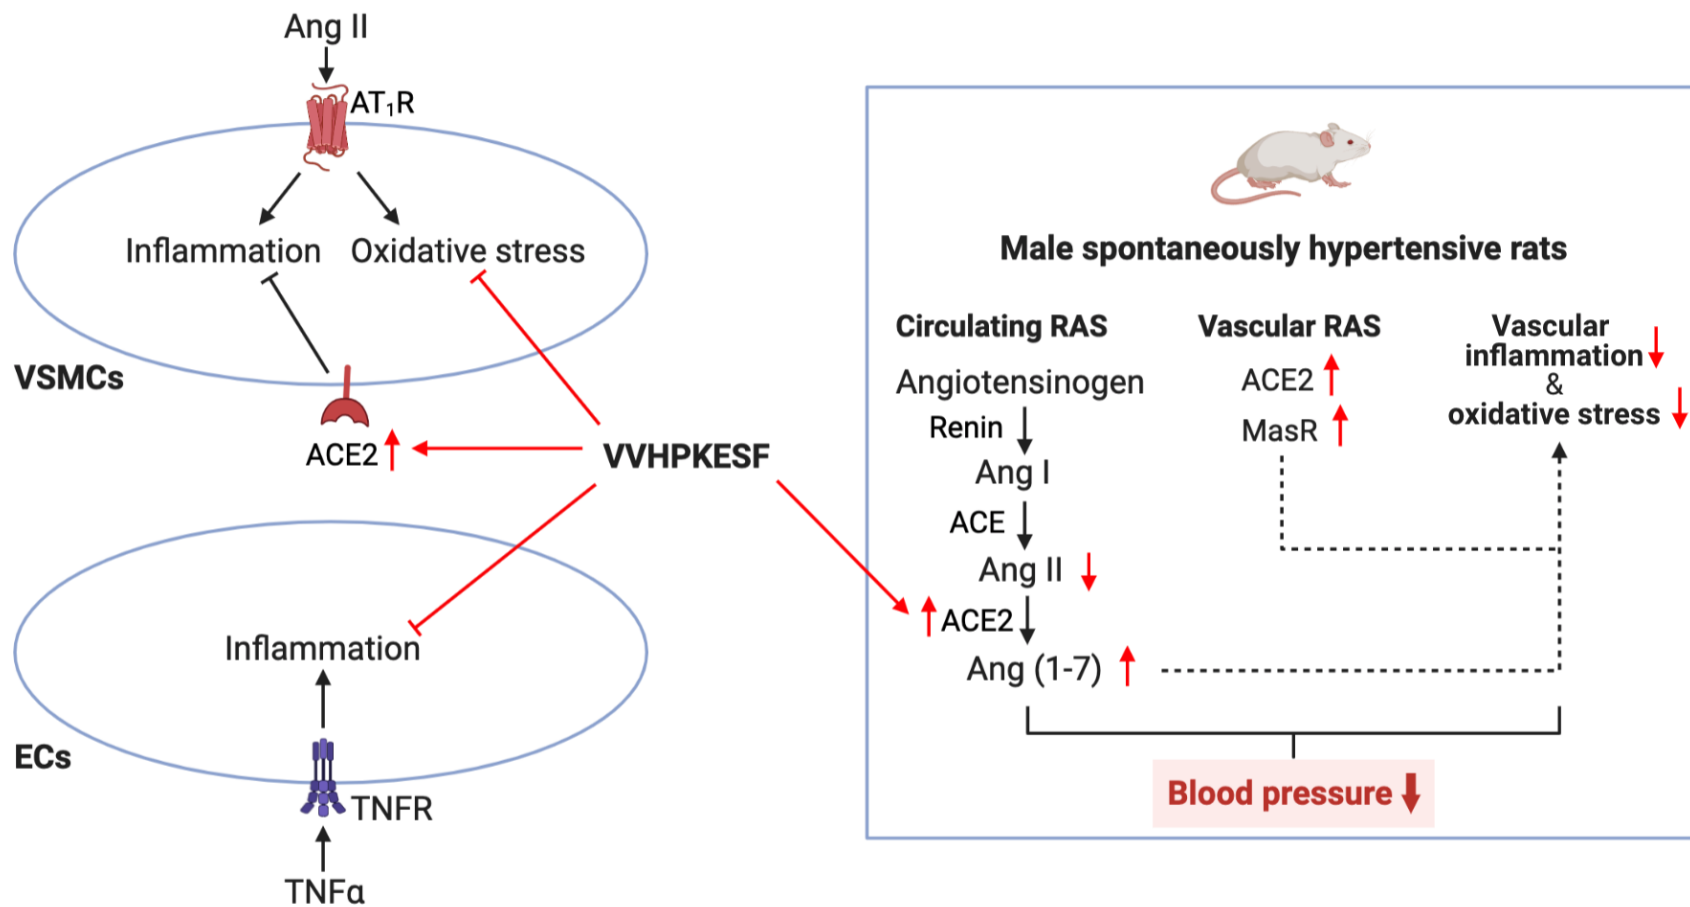 Ang II
AT₁R
Inflammation
Oxidative stress
VSMCs
ACE2
VVHPKESF
Inflammation
ECs
TNFR
TNFα
Male spontaneously hypertensive rats
Circulating RAS
Angiotensinogen
Renin
Ang I
ACE
Ang II
ACE2
Ang (1-7)
Vascular RAS
ACE2
MasR
Vascular
inflammation
&
oxidative stress
Blood pressure